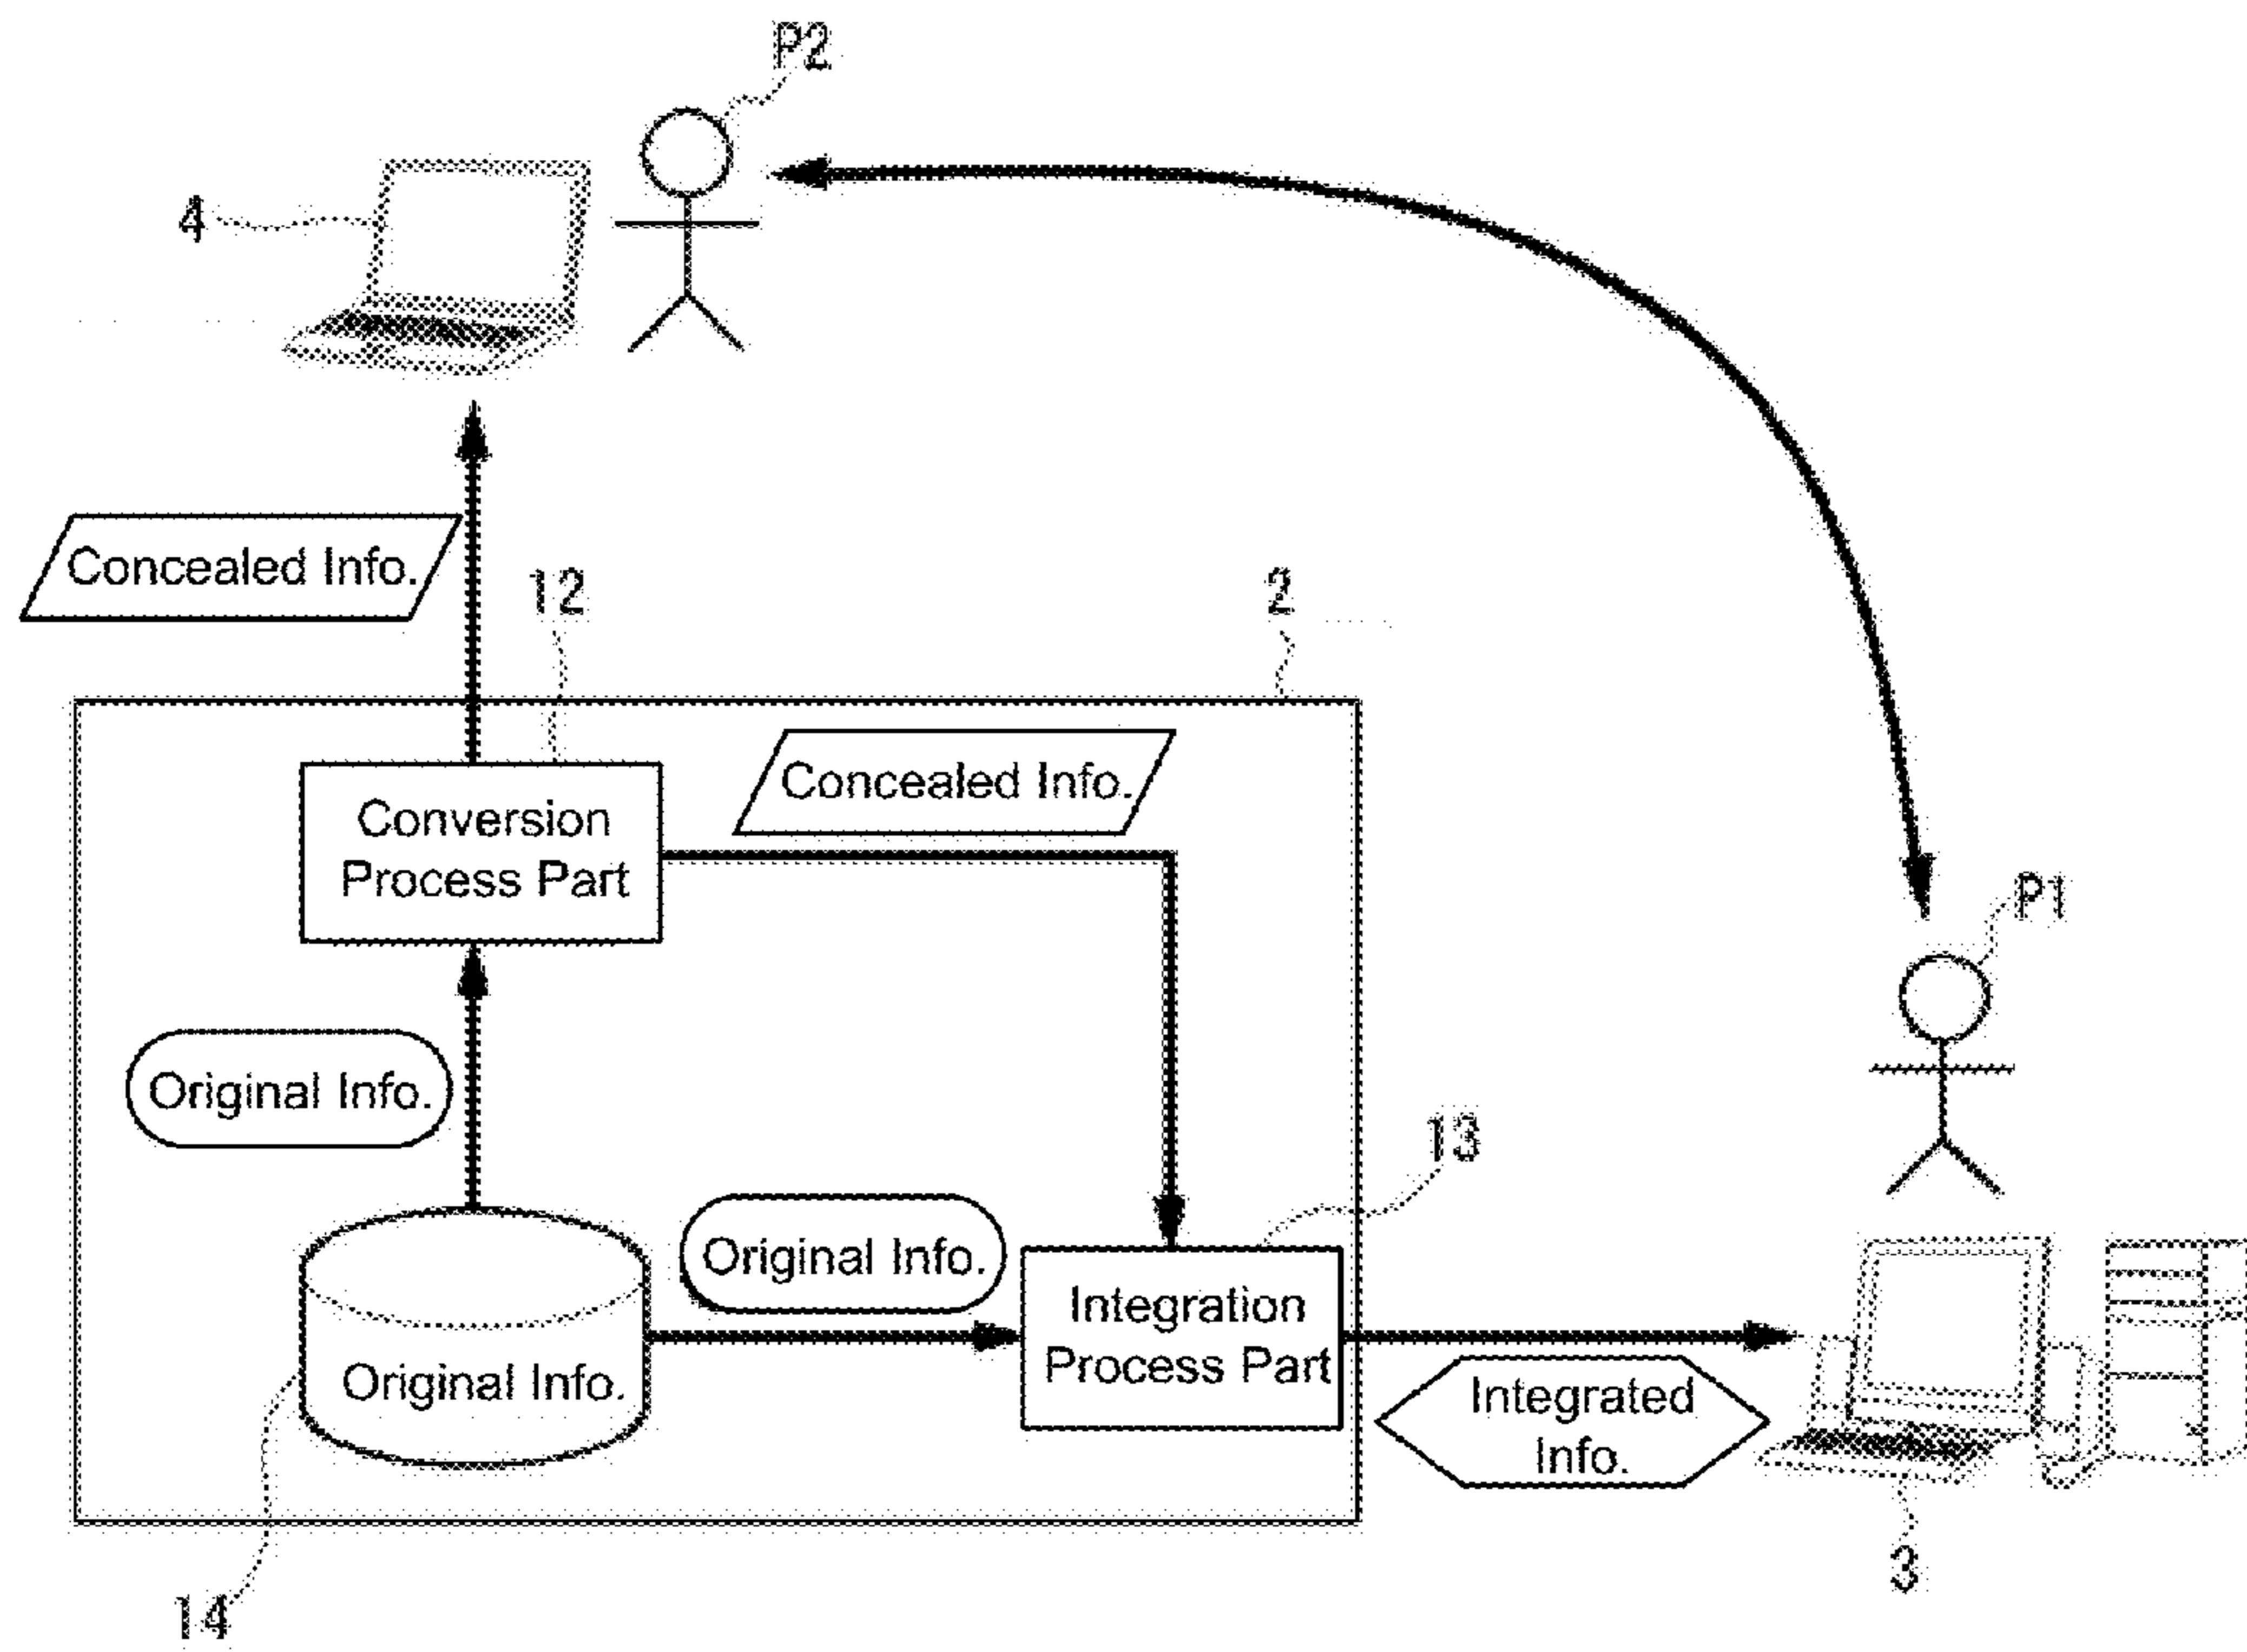 P2
4
Concealed Info.
12
2
Concealed Info.
Conversion
Process Part
P1
Original Info.
13
Original Info.
Integration
Process Part
Original Info.
Integrated
Info.
3
14